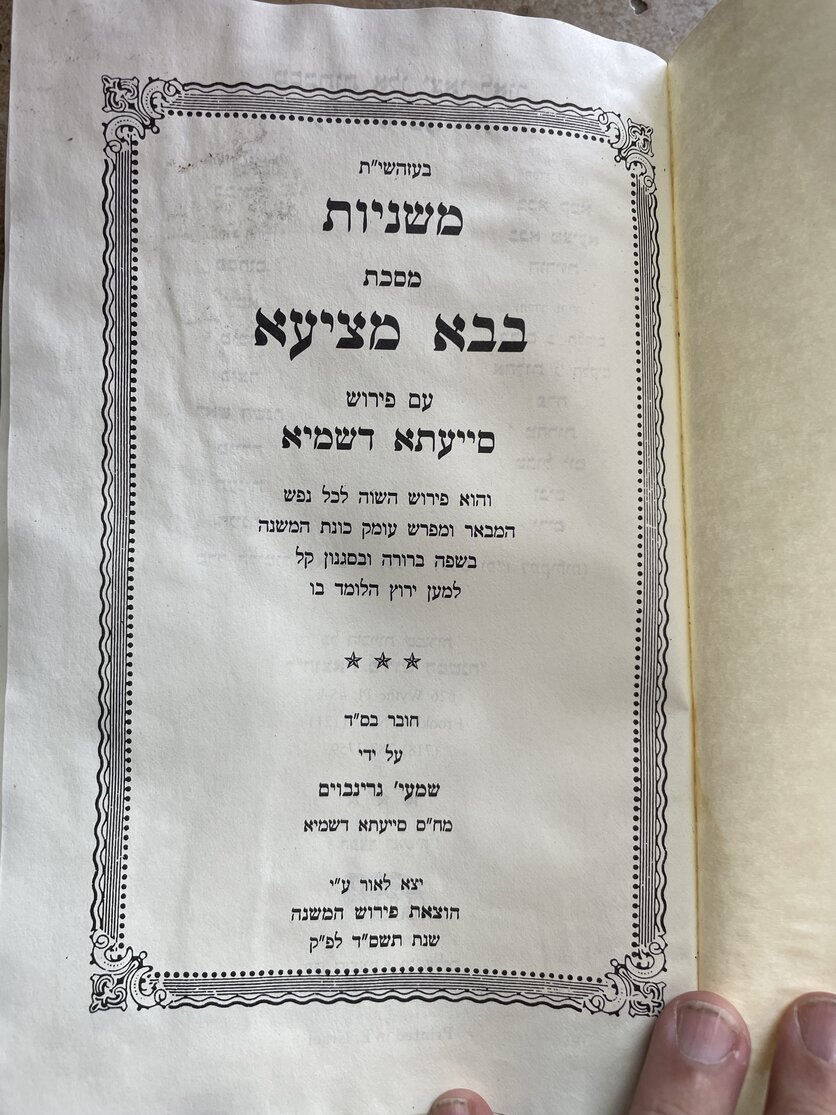 בעזהשי"ת
משניות
מסכת
בבא מציעא
עם פירוש
סייעתא דשמיא
והוא פירוש השוה לכל נפש
המבאר ומפרש עומק כונת המשנה
בשפה ברורה ובסגנון קל
למען ירוץ הלומד בו
חובר בס"ד
על ידי
שמעי' גרינבוים
מח"ס סייעתא דשמיא
יצא לאור ע"י
הוצאת פירוש המשנה
שנת תשס"ד לפ"ק